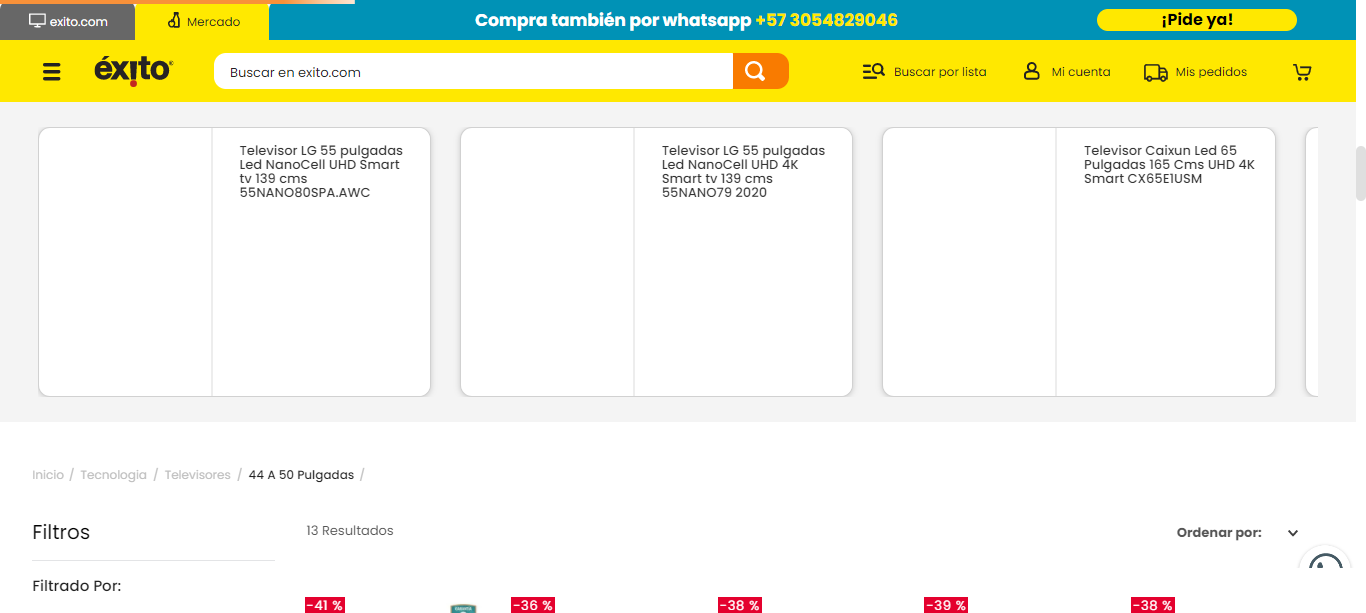 exito.com
Mercado
Compra también por whatsapp +57 3054829046
¡Pide ya!
éxito
Buscar en exito.com
Buscar por lista
Mi cuenta
Mis pedidos
Televisor LG 55 pulgadas
Led NanoCell UHD Smart
tv 139 cms
55NANO80SPA.AWC
Televisor LG 55 pulgadas
Led NanoCell UHD 4K
Smart tv 139 cms
55NANO79 2020
Televisor Caixun Led 65
Pulgadas 165 Cms UHD 4K
Smart CX65E1USM
Inicio / Tecnología / Televisores / 44 A 50 Pulgadas /
Filtros
13 Resultados
Ordenar por:
Filtrado Por:
-41 %
-36 %
-38 %
-39 %
-38 %